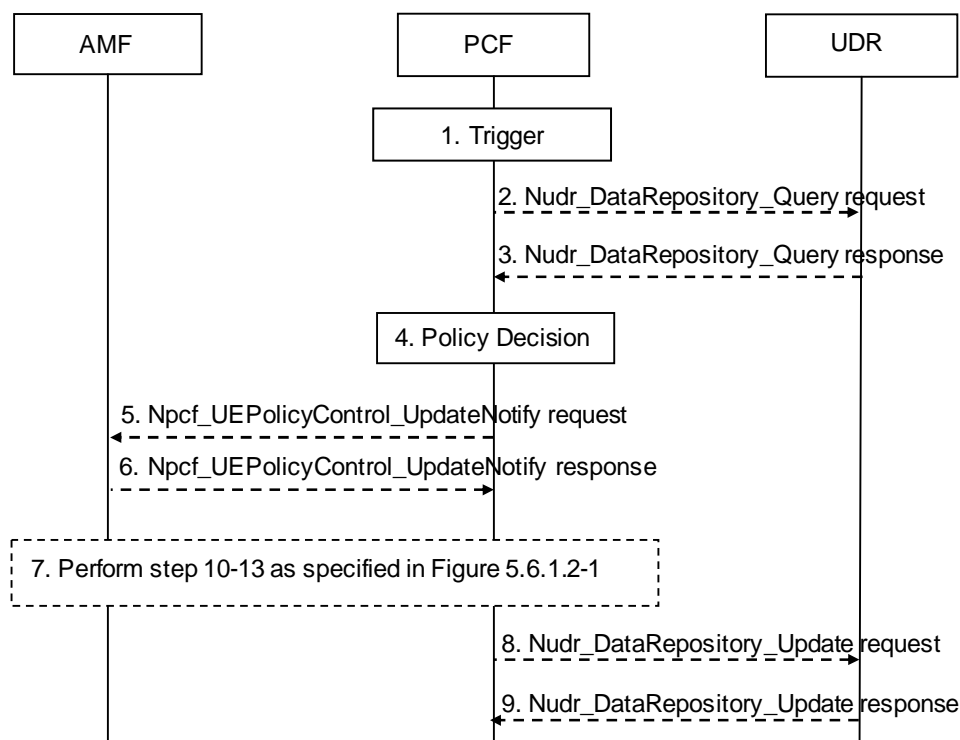 AMF
PCF
UDR
1. Trigger
2. Nudr_DataRepository_Query request
3. Nudr_DataRepository_Query response
4. Policy Decision
5. Npcf_UEPolicyControl_UpdateNotify request
6. Npcf_UEPolicyControl_UpdateNotify response
7. Perform step 10-13 as specified in Figure 5.6.1.2-1
8. Nudr_DataRepository_Update request
9. Nudr_DataRepository_Update response